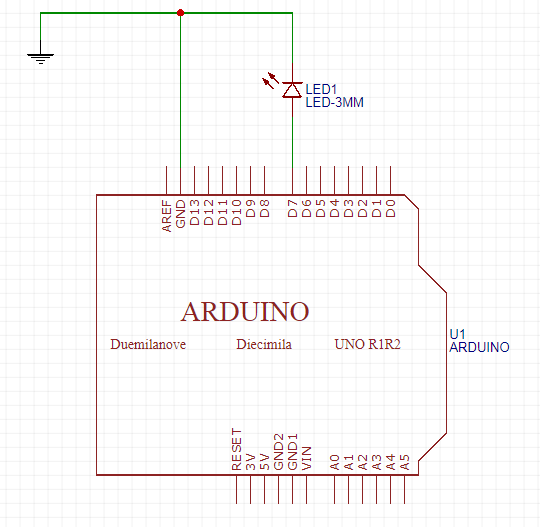 LED1
LED-3MM
AREF
GND
D13
D12
D11
D10
D9
D8
D7
D6
D5
D4
D3
D2
D1
D0
ARDUINO
Duemilanove Diecimila UNO R1R2
U1
ARDUINO
RESET
3V
5V
GND2
GND1
VIN
A0
A1
A2
A3
A4
A5